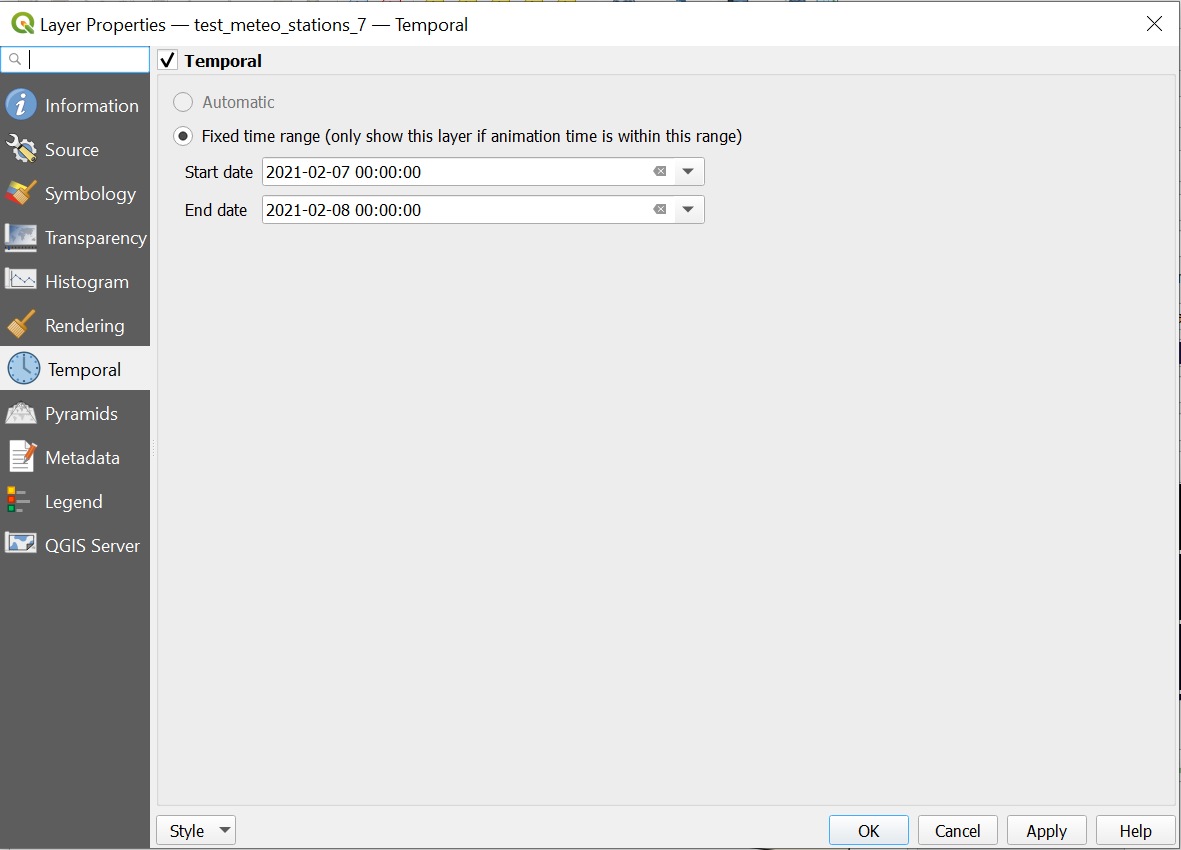 Layer Properties — test_meteo_stations_7 — Temporal
Information
Source
Symbology
Transparency
Histogram
Rendering
Temporal
Pyramids
Metadata
Legend
QGIS Server
Temporal
Automatic
Fixed time range (only show this layer if animation time is within this range)
Start date 2021-02-07 00:00:00
End date 2021-02-08 00:00:00
Style OK Cancel Apply Help